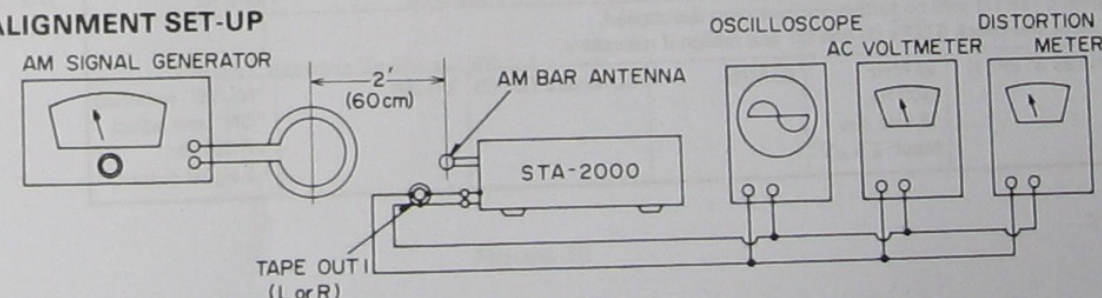 ALIGNMENT SET-UP
AM SIGNAL GENERATOR
2'
(60cm)
AM BAR ANTENNA
OSCILLOSCOPE
AC VOLTMETER
DISTORTION
METER
STA-2000
TAPE OUT 1
(L or R)